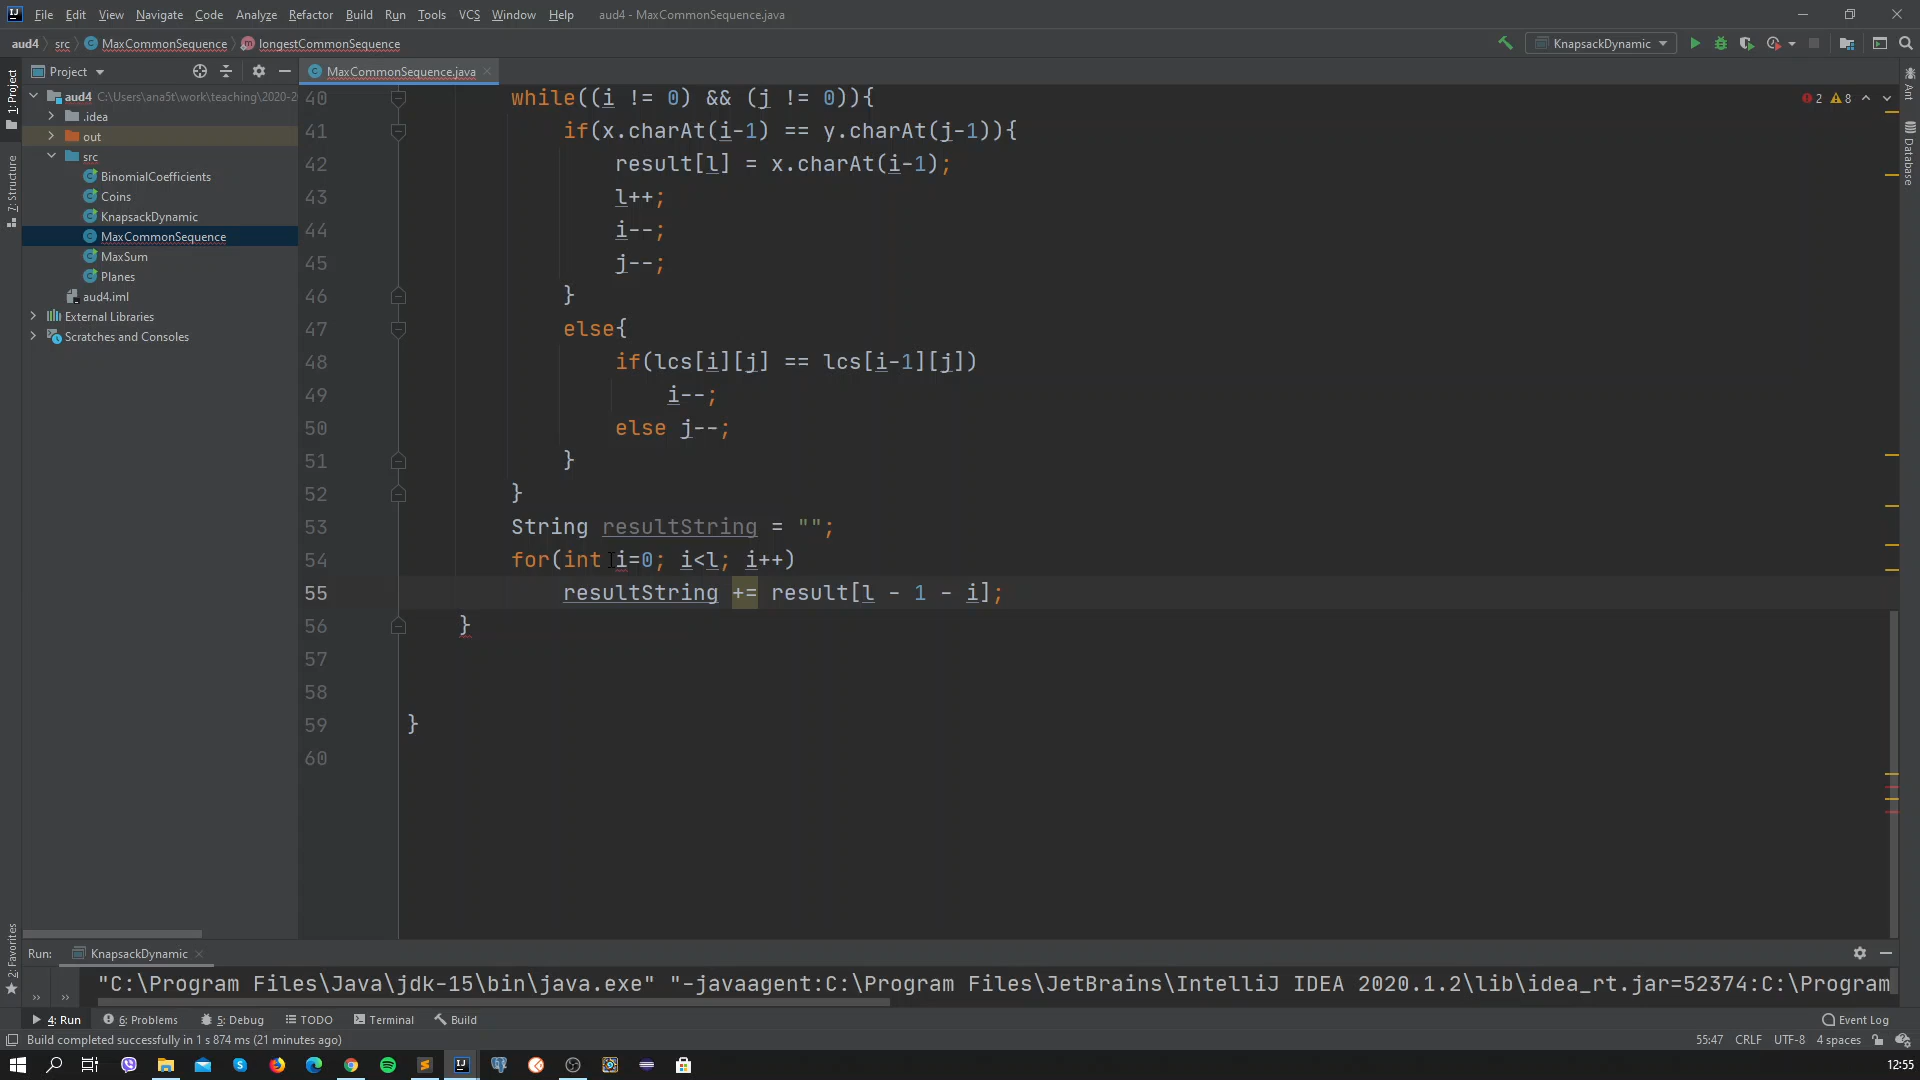 File Edit View Navigate Code Analyze Refactor Build Run Tools VCS Window Help aud4 - MaxCommonSequence.java
aud4 src MaxCommonSequence longestCommonSequence KnapsackDynamic
Project MaxCommonSequence.java
1: Project
7: Structure
2: Favorites
Ant
Database
aud4 C:\Users\ana5t\work\teaching\2020-2
.idea
out
src
BinomialCoefficients
Coins
KnapsackDynamic
MaxCommonSequence
MaxSum
Planes
aud4.iml
External Libraries
Scratches and Consoles
2 8
40 while((i != 0) && (j != 0)){
41 if(x.charAt(i-1) == y.charAt(j-1)){
42 result[l] = x.charAt(i-1);
43 l++;
44 i--;
45 j--;
46 }
47 else{
48 if(lcs[i][j] == lcs[i-1][j])
49 i--;
50 else j--;
51 }
52 }
53 String resultString = "";
54 for(int i=0; i<l; i++)
55 resultString += result[l - 1 - i];
56 }
57
58
59 }
60
Run: KnapsackDynamic
"C:\Program Files\Java\jdk-15\bin\java.exe" "-javaagent:C:\Program Files\JetBrains\IntelliJ IDEA 2020.1.2\lib\idea_rt.jar=52374:C:\Program
4: Run 6: Problems 5: Debug TODO Terminal Build Event Log
Build completed successfully in 1 s 874 ms (21 minutes ago) 55:47 CRLF UTF-8 4 spaces
12:55